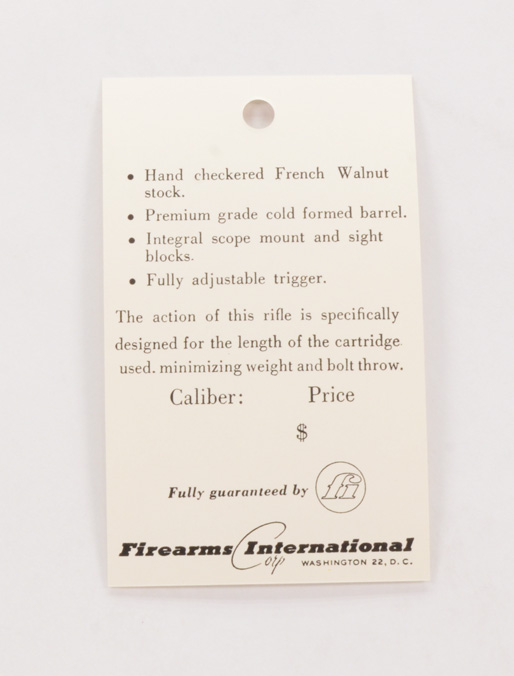 • Hand checkered French Walnut
stock.
• Premium grade cold formed barrel.
• Integral scope mount and sight
blocks.
• Fully adjustable trigger.
The action of this rifle is specifically
designed for the length of the cartridge
used. minimizing weight and bolt throw.
Caliber: Price
$
Fully guaranteed by fi
Firearms International
Corp WASHINGTON 22, D. C.